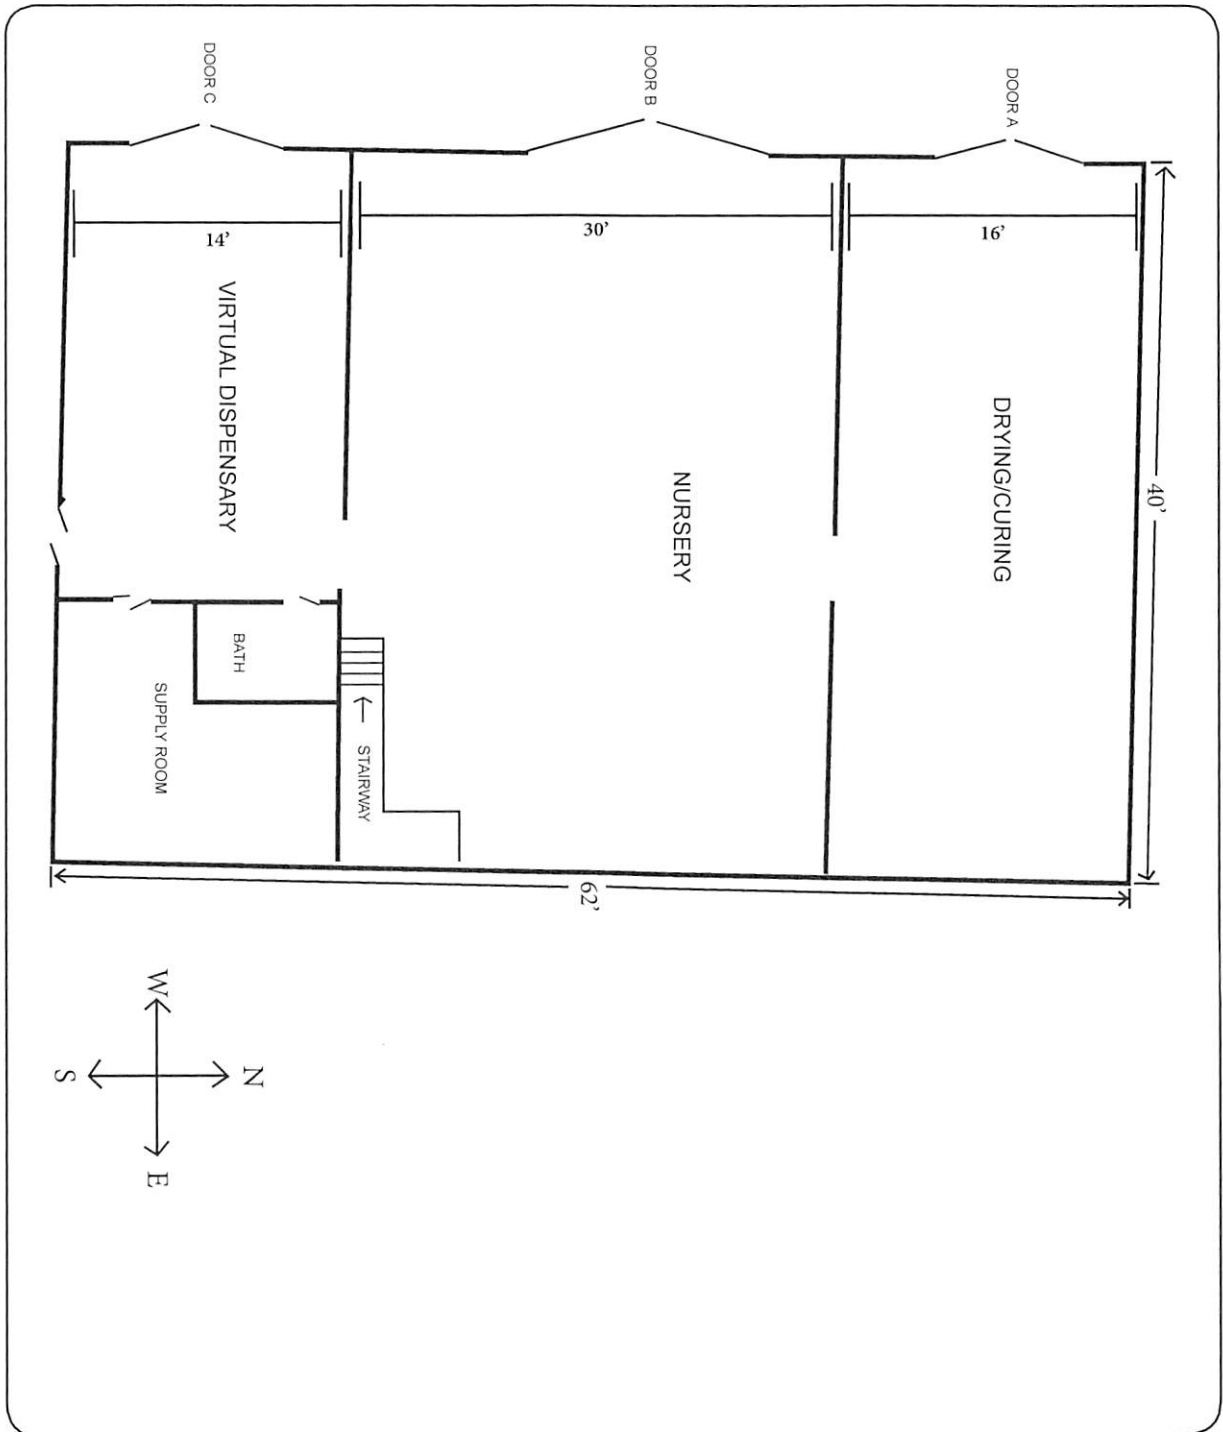 DOOR C
DOOR B
DOOR A
14’
30’
16’
VIRTUAL DISPENSARY
NURSERY
DRYING/CURING
40’
BATH
SUPPLY ROOM
STAIRWAY
62’
W
S
N
E